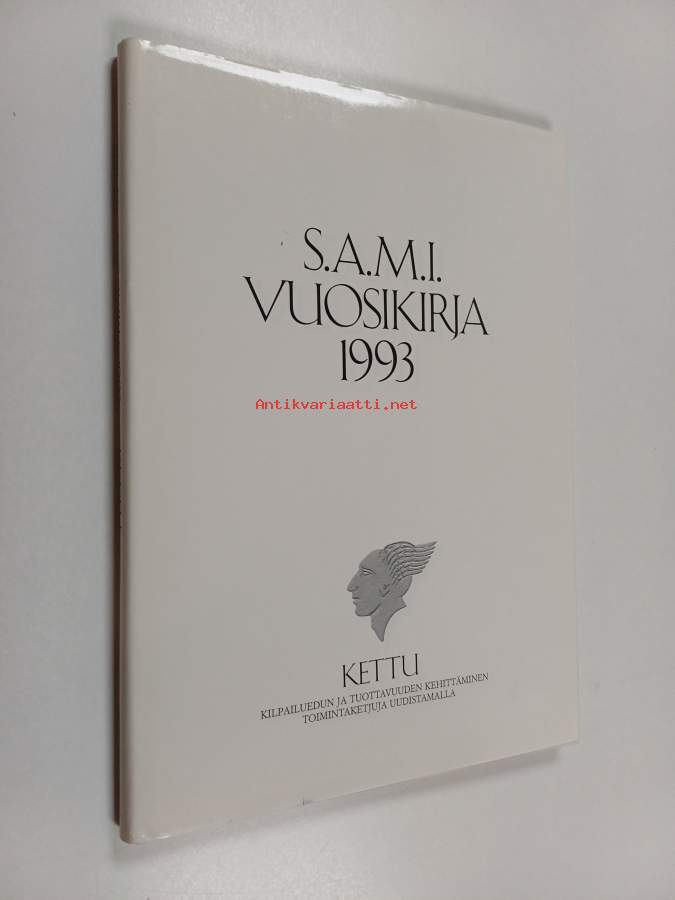 S.A.M.I.
VUOSIKIRJA
1993
Antikvariaatti.net
KETTU
KILPAILUEDUN JA TUOTTAVUUDEN KEHITTÄMINEN
TOIMINTAKETJUJA UUDISTAMALLA